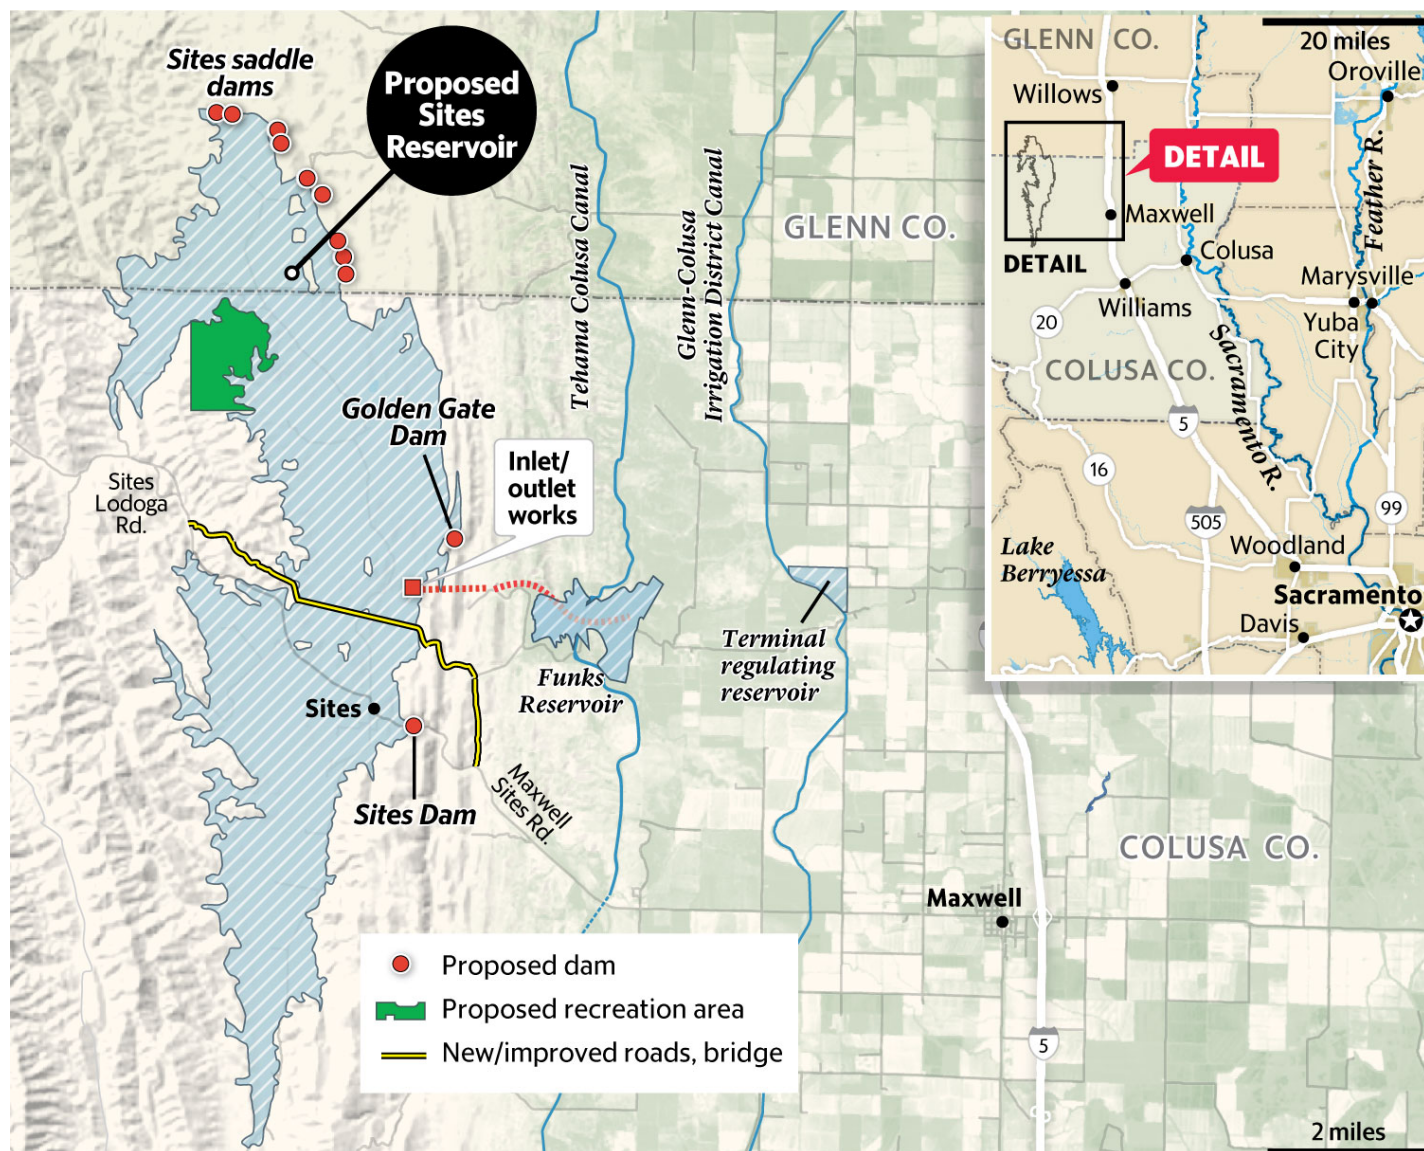 Sites saddle
dams
Proposed
Sites
Reservoir
Tehama Colusa Canal
Glenn-Colusa
Irrigation District Canal
GLENN CO.
Golden Gate
Dam
Inlet/
outlet
works
Sites
Lodoga
Rd.
Funks
Reservoir
Terminal
regulating
reservoir
Sites
Sites Dam
Maxwell
Sites Rd.
COLUSA CO.
Maxwell
5
2 miles
Proposed dam
Proposed recreation area
New/improved roads, bridge
GLENN CO.
20 miles
Oroville
Willows
DETAIL
Feather R.
Maxwell
Colusa
DETAIL
Marysville
Williams
20
Yuba
City
Sacramento R.
COLUSA CO.
5
16
99
505
Lake
Berryessa
Woodland
Sacramento
Davis